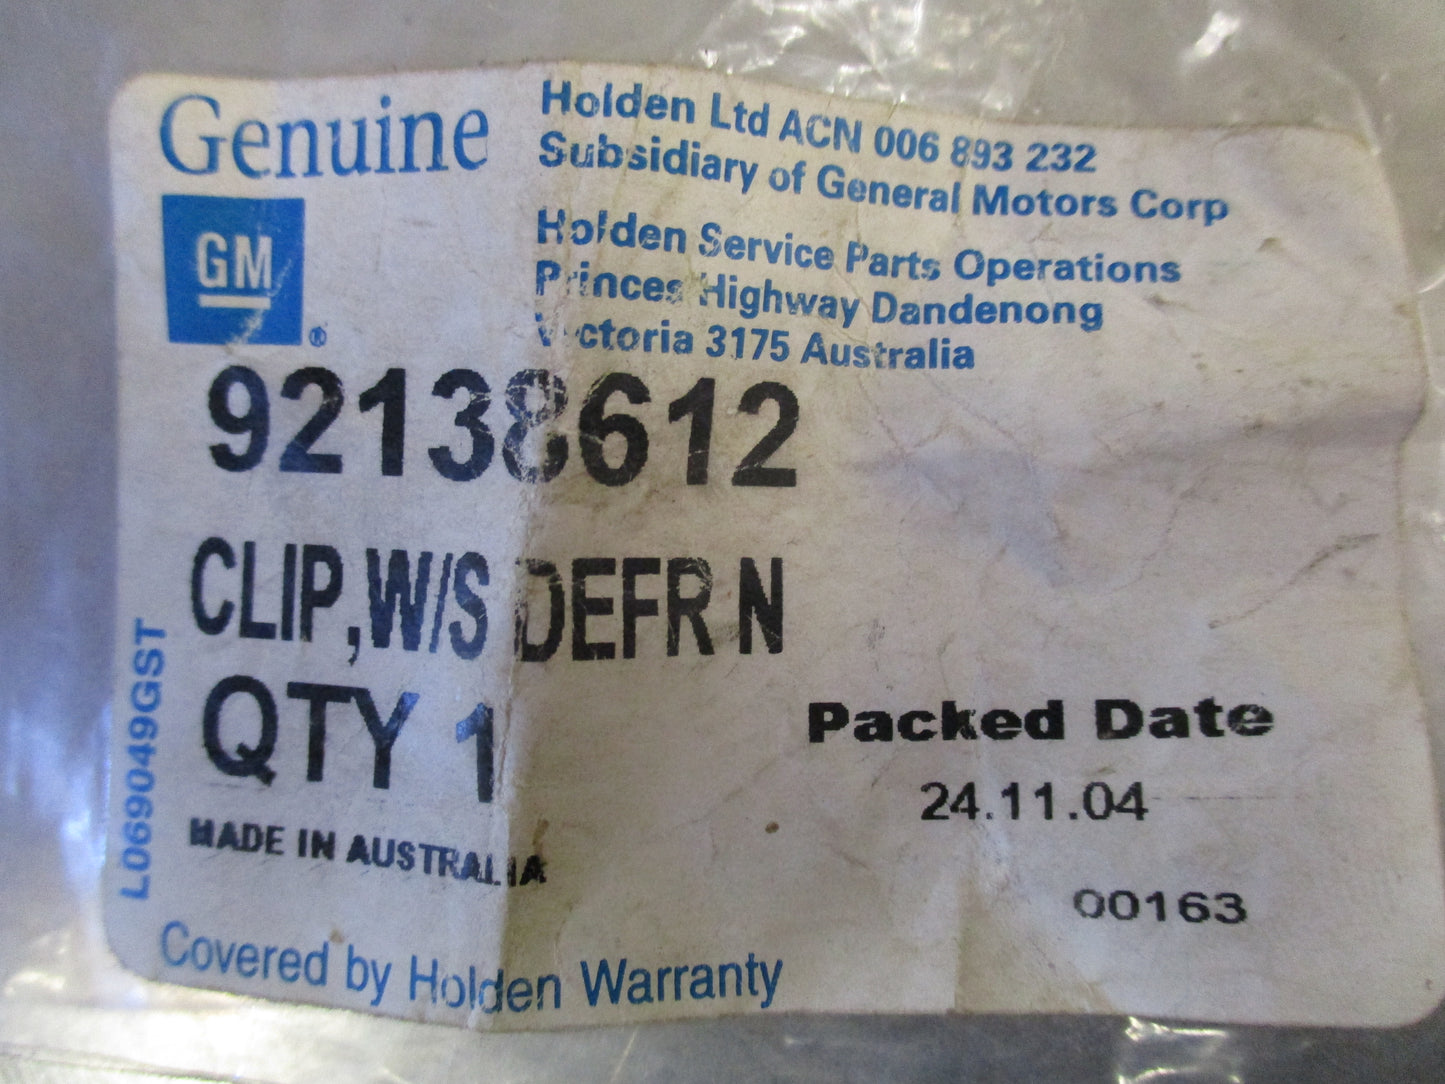 Genuine
GM
®
Holden Ltd ACN 006 893 232
Subsidiary of General Motors Corp
Holden Service Parts Operations
Princes Highway Dandenong
Victoria 3175 Australia
92138612
CLIP,W/S DEFR N
QTY 1
MADE IN AUSTRALIA
Packed Date
24.11.04
00163
L069049GST
Covered by Holden Warranty